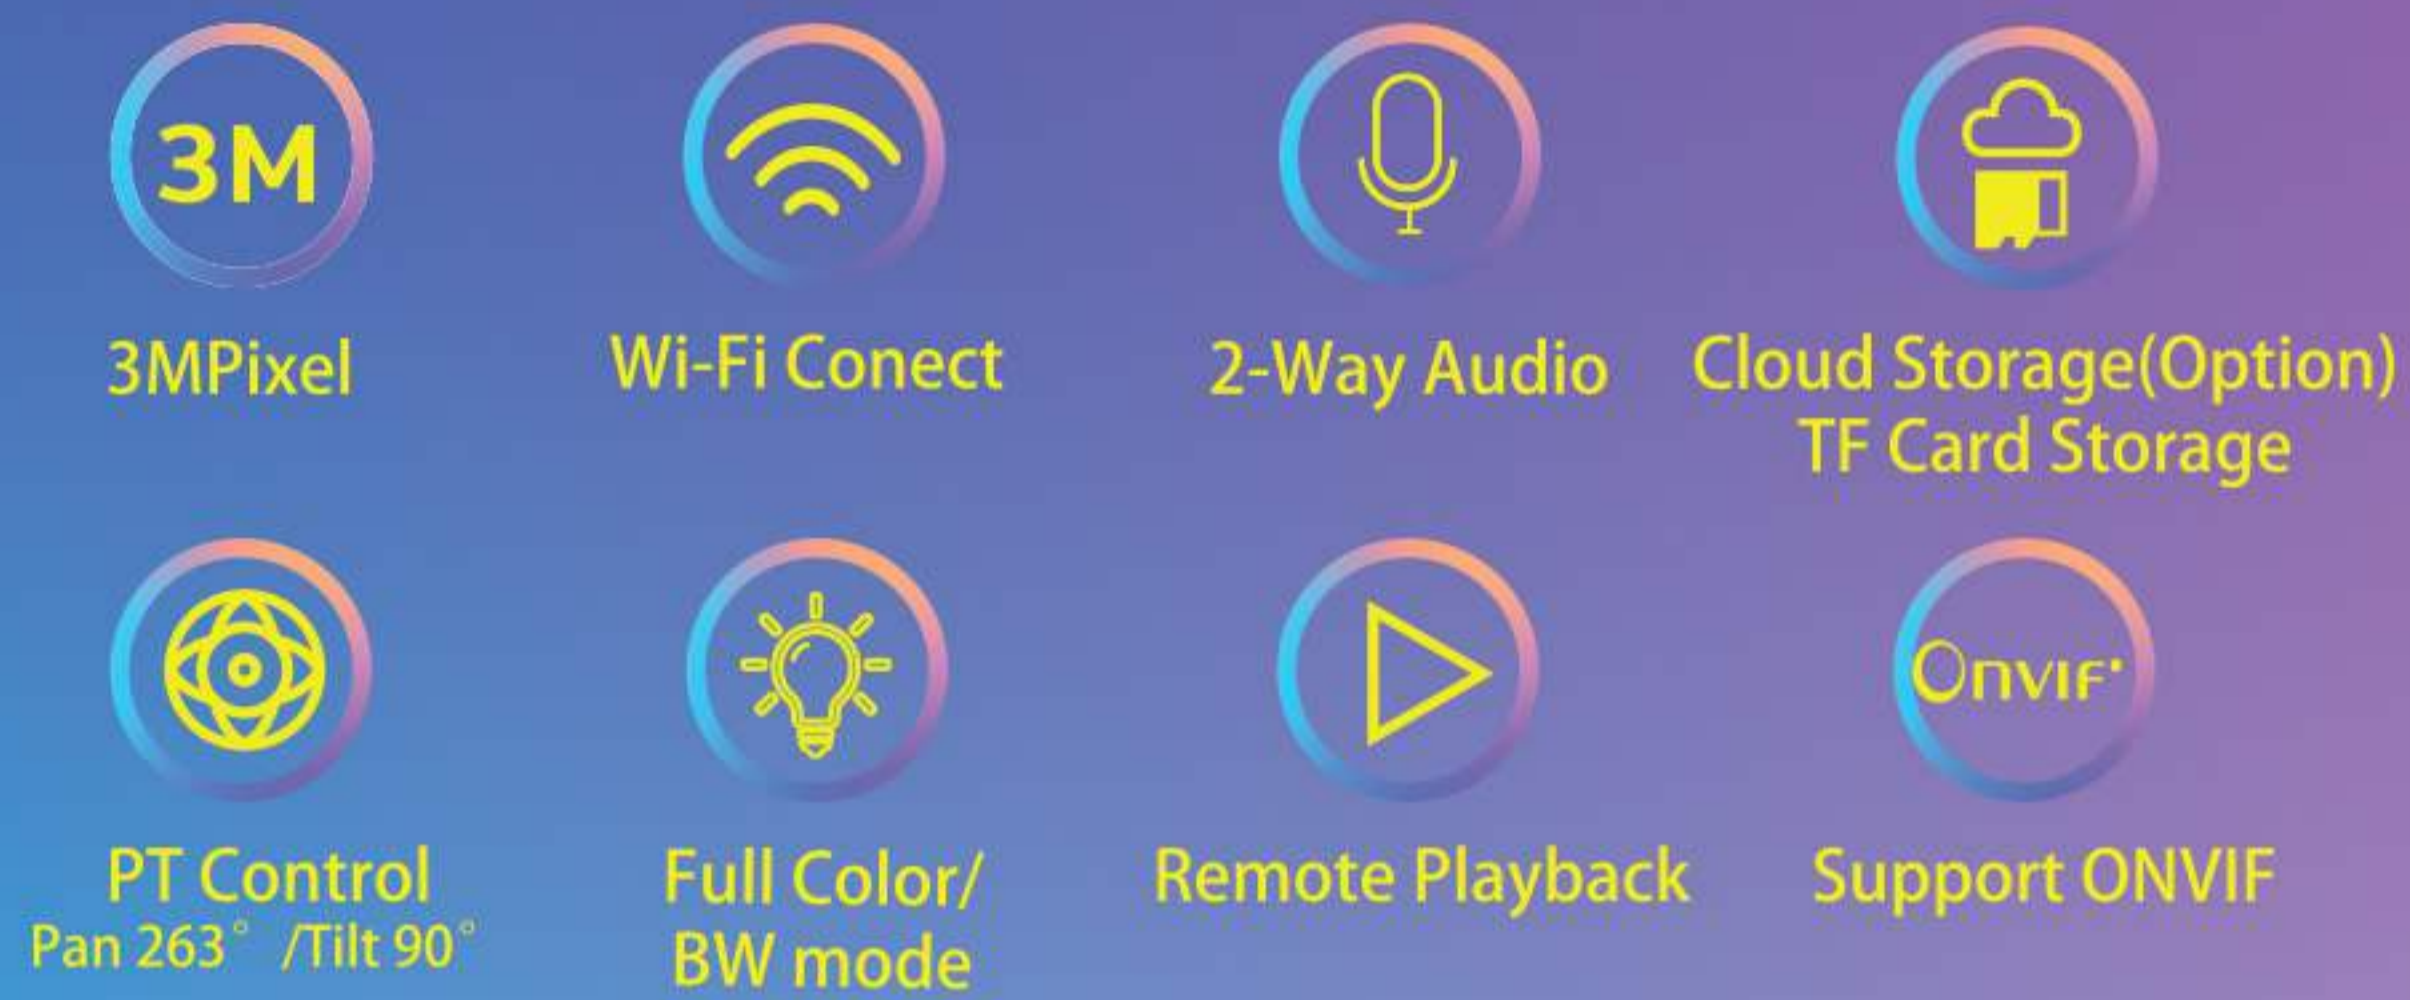 3M
3MPixel
Wi-Fi Conect
2-Way Audio
Cloud Storage(Option)
TF Card Storage
PT Control
Pan 263° /Tilt 90°
Full Color/
BW mode
Remote Playback
Onvif
Support ONVIF